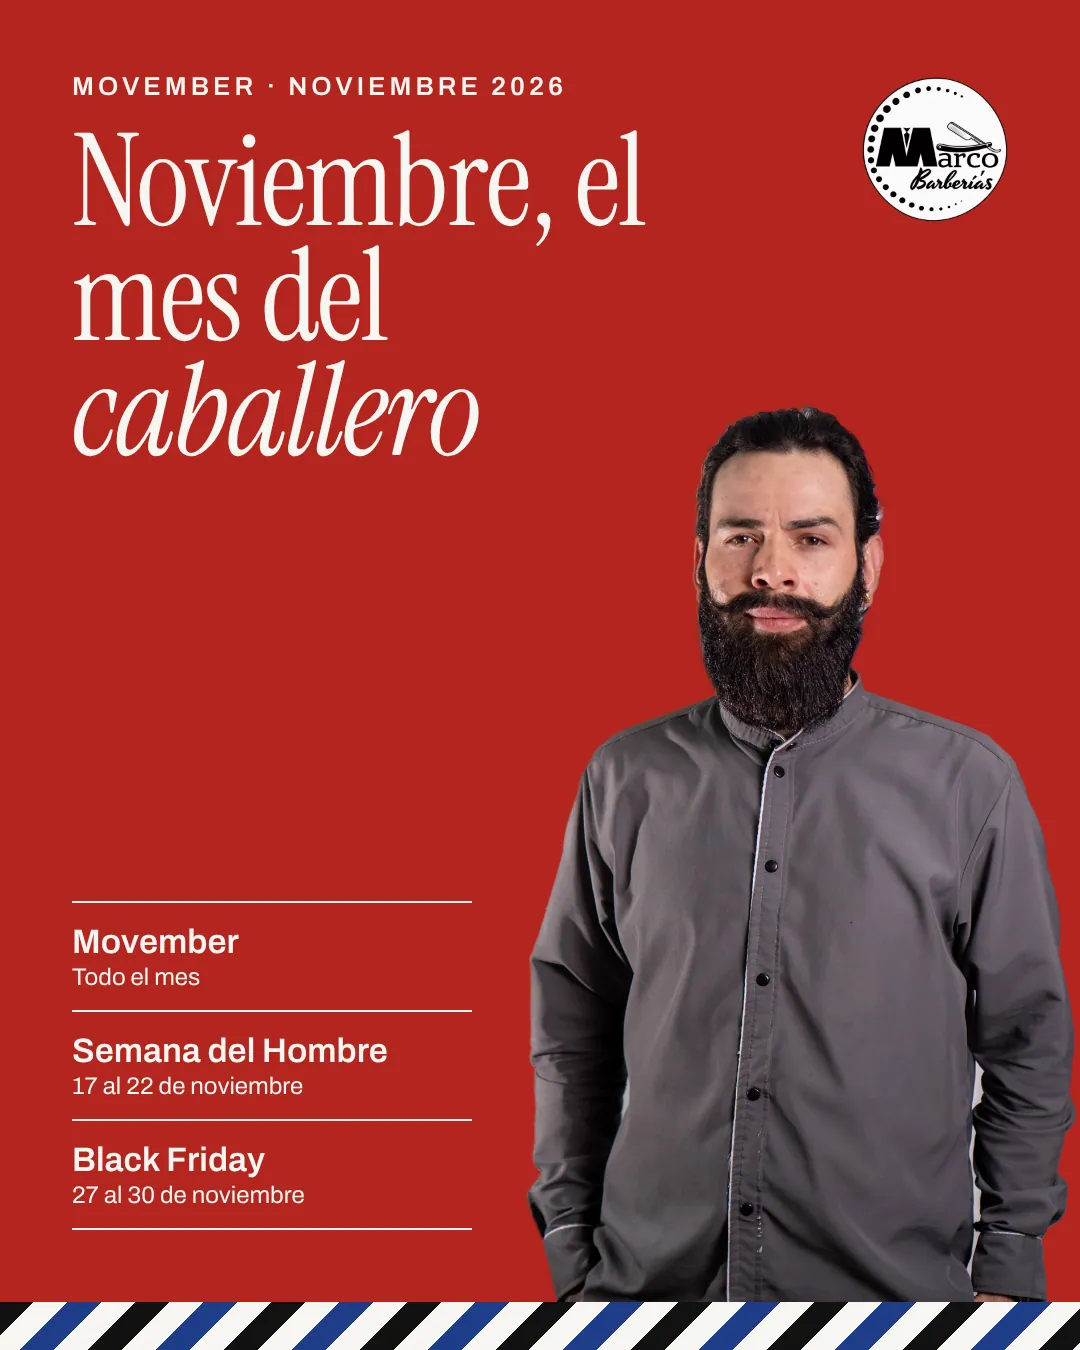 MOVEMBER · NOVIEMBRE 2026
Noviembre, el
mes del
caballero
Marco
Barberías
Movember
Todo el mes
Semana del Hombre
17 al 22 de noviembre
Black Friday
27 al 30 de noviembre